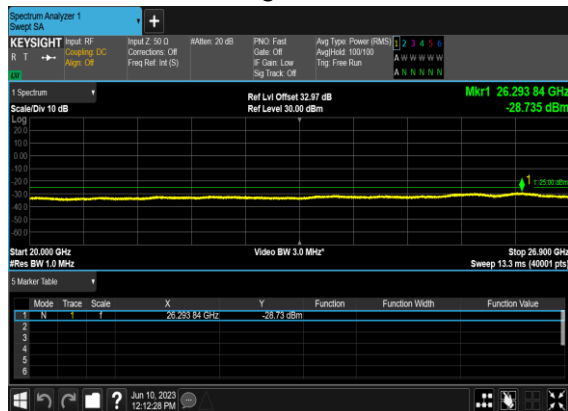 Spectrum Analyzer 1
Swept SA
+
KEYSIGHT Input: RF Input Z: 50 Ω #Atten: 20 dB PNO: Fast Avg Type: Power (RMS) 1 2 3 4 5 6
R T Coupling: DC Corrections: Off Gate: Off Avg|Hold: 100/100 A W W W W W
Align: Off Freq Ref: Int (S) IF Gain: Low Trig: Free Run
Sig Track: Off A N N N N N
LW
1 Spectrum Ref Lvl Offset 32.97 dB Mkr1 26.293 84 GHz
Scale/Div 10 dB Ref Level 30.00 dBm -28.735 dBm
Log
20.0
10.0
0.00
-10.0
-20.0
1 -25.00 dBm
-30.0
-40.0
-50.0
-60.0
Start 20.000 GHz Video BW 3.0 MHz* Stop 26.900 GHz
#Res BW 1.0 MHz Sweep 13.3 ms (40001 pts)
5 Marker Table
Mode Trace Scale X Y Function Function Width Function Value
1 N 1 f 26.293 84 GHz -28.73 dBm
2
3
4
5
6
? Jun 10, 2023
12:12:28 PM